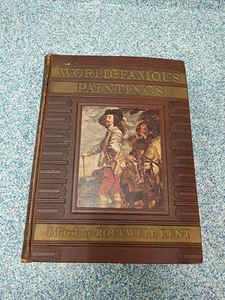 WORLD-FAMOUS
PAINTINGS
Edited by ROCKWELL KENT